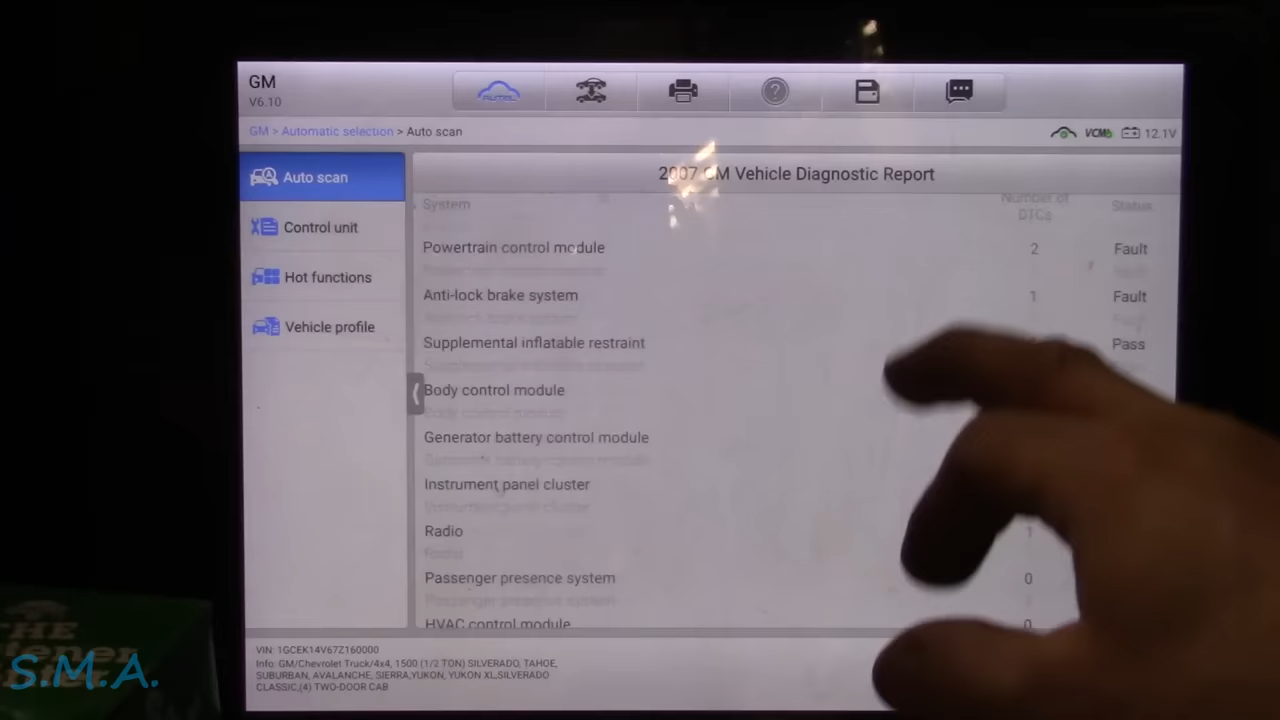 GM
V6.10
AUTEL
?
GM > Automatic selection > Auto scan
VCMI
12.1V
Auto scan
Control unit
Hot functions
Vehicle profile
2007 GM Vehicle Diagnostic Report
System Number of DTCs Status
Powertrain control module 2 Fault
Anti-lock brake system 1 Fault
Supplemental inflatable restraint Pass
Body control module
Generator battery control module
Instrument panel cluster
Radio 1
Passenger presence system 0
HVAC control module 0
VIN: 1GCEK14V67Z160000
Info: GM/Chevrolet Truck/4x4, 1500 (1/2 TON) SILVERADO, TAHOE,
SUBURBAN, AVALANCHE, SIERRA,YUKON, YUKON XL,SILVERADO
CLASSIC,(4) TWO-DOOR CAB
THE
S.M.A.